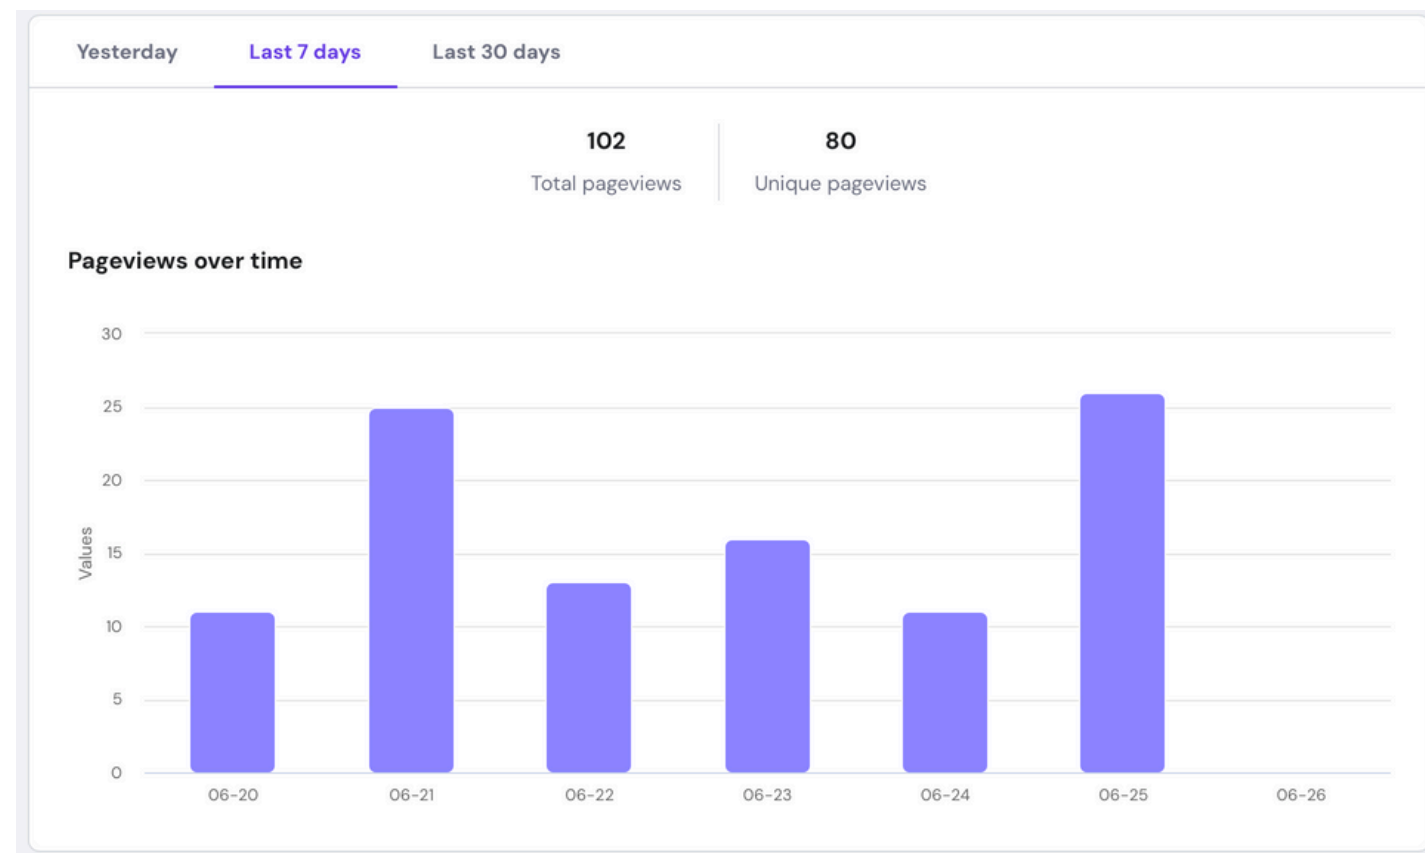 Yesterday Last 7 days Last 30 days
102 80
Total pageviews Unique pageviews
Pageviews over time
30
25
20
15
10
5
0
Values
06-20 06-21 06-22 06-23 06-24 06-25 06-26